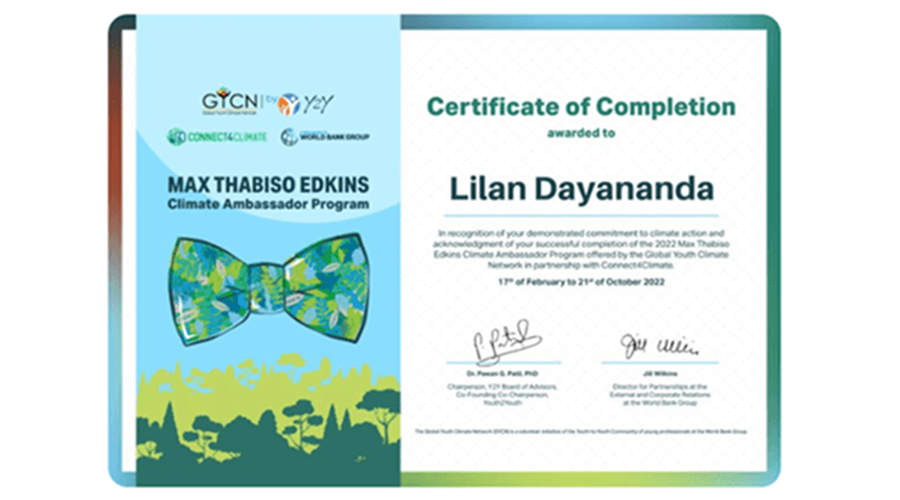 GYCN | by Y2Y
Global Youth Climate Network
CONNECT4CLIMATE
WORLD BANK GROUP
MAX THABISO EDKINS
Climate Ambassador Program
Certificate of Completion
awarded to
Lilan Dayananda
In recognition of your demonstrated commitment to climate action and
acknowledgment of your successful completion of the 2022 Max Thabiso
Edkins Climate Ambassador Program offered by the Global Youth Climate
Network in partnership with Connect4Climate.
17th of February to 21st of October 2022
Dr. Pawan G. Patil, PhD
Chairperson, Y2Y Board of Advisors,
Co-Founding Co-Chairperson,
Youth2Youth
Jill Wilkins
Director for Partnerships at the
External and Corporate Relations
at the World Bank Group
The Global Youth Climate Network (GYCN) is a volunteer initiative of the Youth-to-Youth Community of young professionals at the World Bank Group.